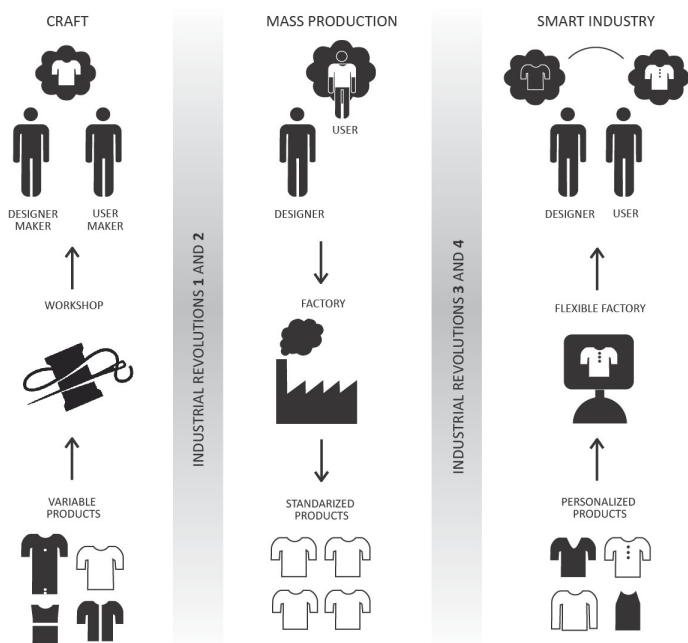 CRAFT
DESIGNER
MAKER
USER
MAKER
WORKSHOP
VARIABLE
PRODUCTS
INDUSTRIAL REVOLUTIONS 1 AND 2
MASS PRODUCTION
USER
DESIGNER
FACTORY
STANDARIZED
PRODUCTS
INDUSTRIAL REVOLUTIONS 3 AND 4
SMART INDUSTRY
DESIGNER
USER
FLEXIBLE FACTORY
PERSONALIZED
PRODUCTS